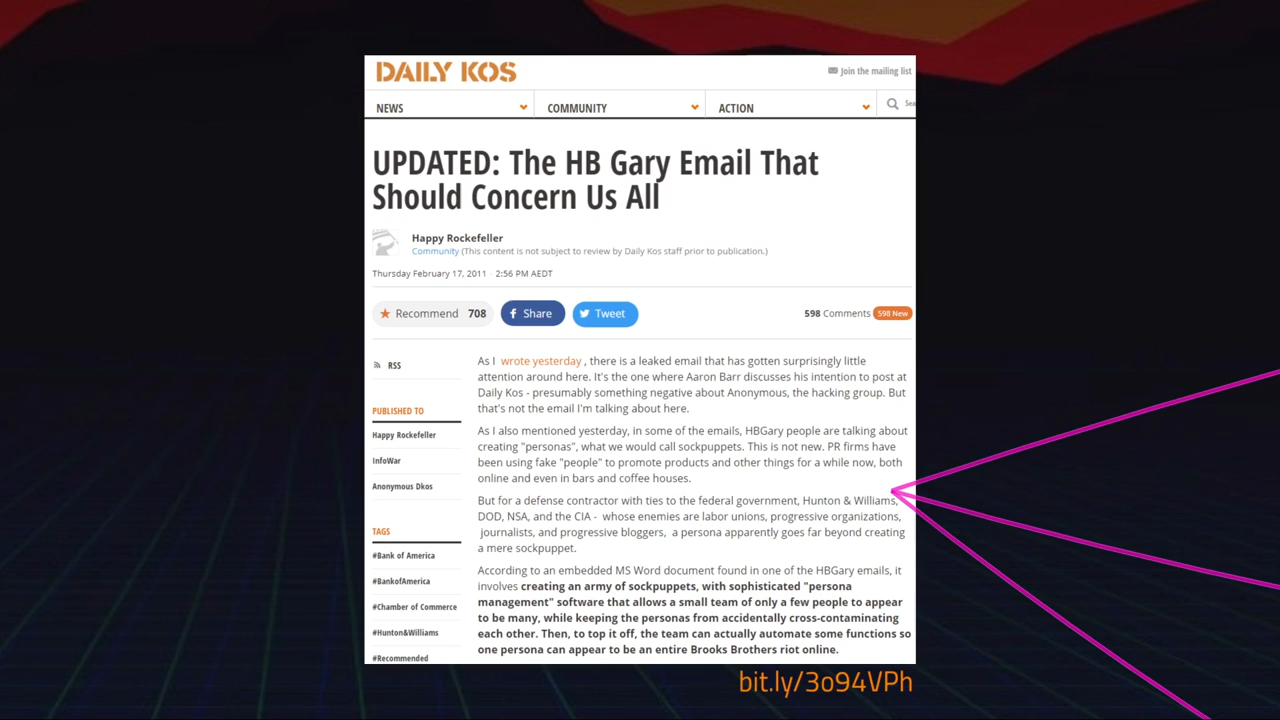 DAILY KOS
Join the mailing list
NEWS
COMMUNITY
ACTION
Sea
UPDATED: The HB Gary Email That
Should Concern Us All
Happy Rockefeller
Community (This content is not subject to review by Daily Kos staff prior to publication.)
Thursday February 17, 2011 · 2:56 PM AEDT
Recommend 708
Share
Tweet
598 Comments 598 New
RSS
PUBLISHED TO
Happy Rockefeller
InfoWar
Anonymous Dkos
TAGS
#Bank of America
#BankofAmerica
#Chamber of Commerce
#Hunton&Williams
#Recommended
As I wrote yesterday , there is a leaked email that has gotten surprisingly little
attention around here. It's the one where Aaron Barr discusses his intention to post at
Daily Kos - presumably something negative about Anonymous, the hacking group. But
that's not the email I'm talking about here.
As I also mentioned yesterday, in some of the emails, HBGary people are talking about
creating "personas", what we would call sockpuppets. This is not new. PR firms have
been using fake "people" to promote products and other things for a while now, both
online and even in bars and coffee houses.
But for a defense contractor with ties to the federal government, Hunton & Williams,
DOD, NSA, and the CIA - whose enemies are labor unions, progressive organizations,
journalists, and progressive bloggers, a persona apparently goes far beyond creating
a mere sockpuppet.
According to an embedded MS Word document found in one of the HBGary emails, it
involves creating an army of sockpuppets, with sophisticated "persona
management" software that allows a small team of only a few people to appear
to be many, while keeping the personas from accidentally cross-contaminating
each other. Then, to top it off, the team can actually automate some functions so
one persona can appear to be an entire Brooks Brothers riot online.
bit.ly/3o94VPh